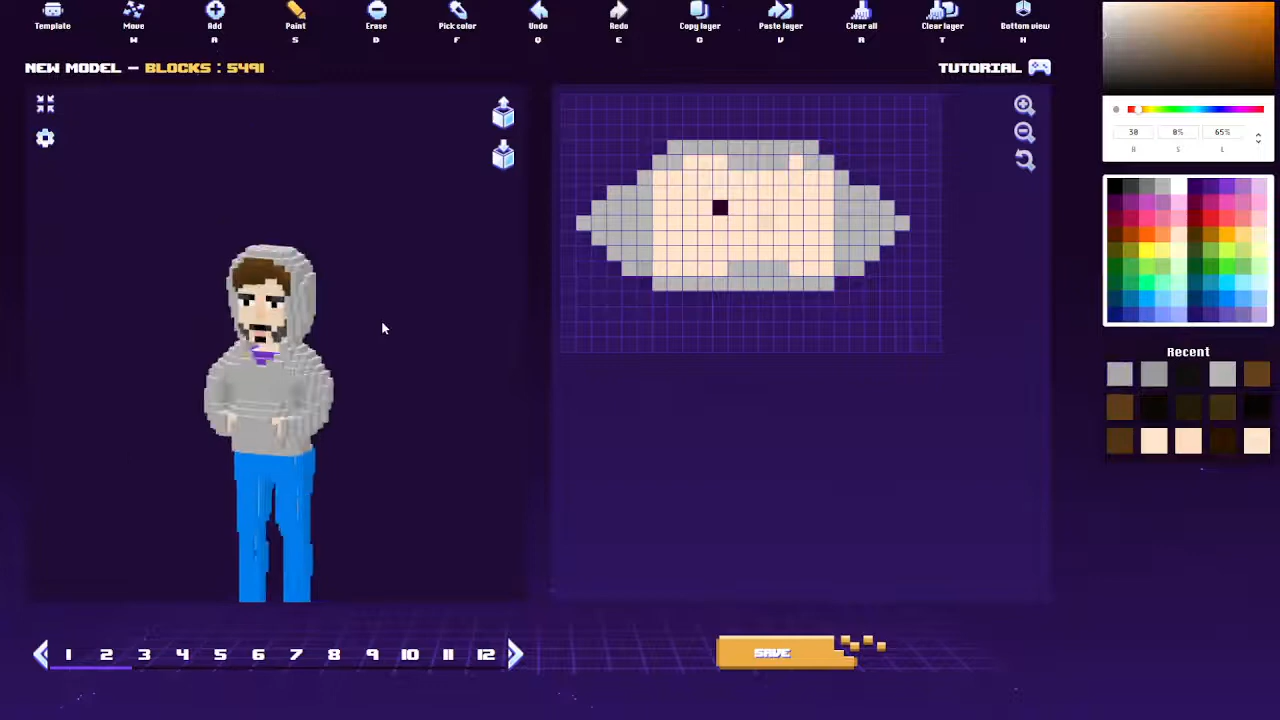 Template Move Add Paint Erase Pick color Undo Redo Copy layer Paste layer Clear all Clear layer Bottom view
M A S D F Q E C V R T H
NEW MODEL - BLOCKS : 5491
TUTORIAL
30 0% 65%
H S L
Recent
1 2 3 4 5 6 7 8 9 10 11 12
SAVE